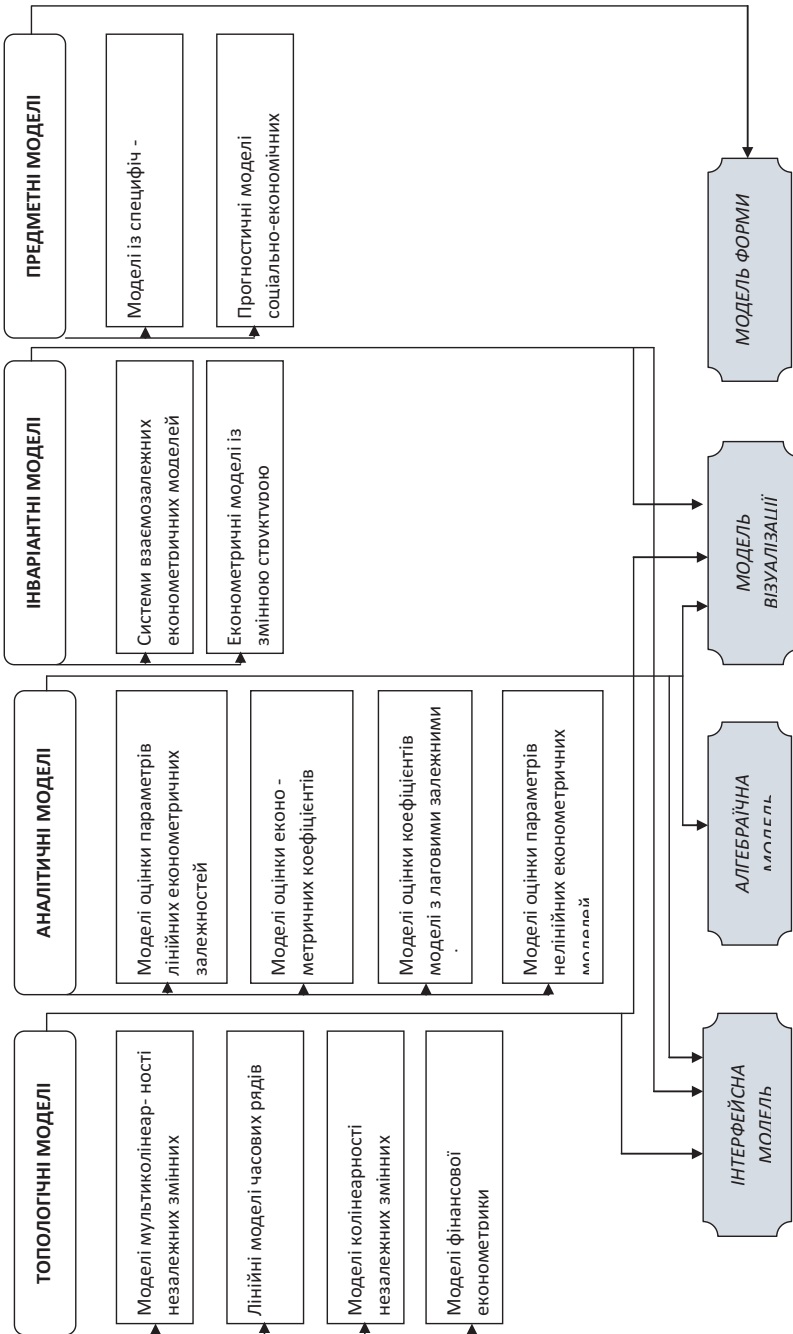 ТОПОЛОГІЧНІ МОДЕЛІ
Моделі мультиколінеар- ності
незалежних змінних
Лінійні моделі часових рядів
Моделі колінеарності
незалежних змінних
Моделі фінансової
економетрики
АНАЛІТИЧНІ МОДЕЛІ
Моделі оцінки параметрів
лінійних економетричних
залежностей
Моделі оцінки еконо -
метричних коефіцієнтів
Моделі оцінки коефіцієнтів
моделі з лаговими залежними
Моделі оцінки параметрів
нелінійних економетричних
моделей
ІНВАРІАНТНІ МОДЕЛІ
Системи взаємозалежних
економетричних моделей
Економетричні моделі із
змінною структурою
ПРЕДМЕТНІ МОДЕЛІ
Моделі із специфіч -
Прогностичні моделі
соціально-економічних
ІНТЕРФЕЙСНА
МОДЕЛЬ
АЛГЕБРАЇЧНА
МОДЕЛЬ
МОДЕЛЬ
ВІЗУАЛІЗАЦІЇ
МОДЕЛЬ ФОРМИ